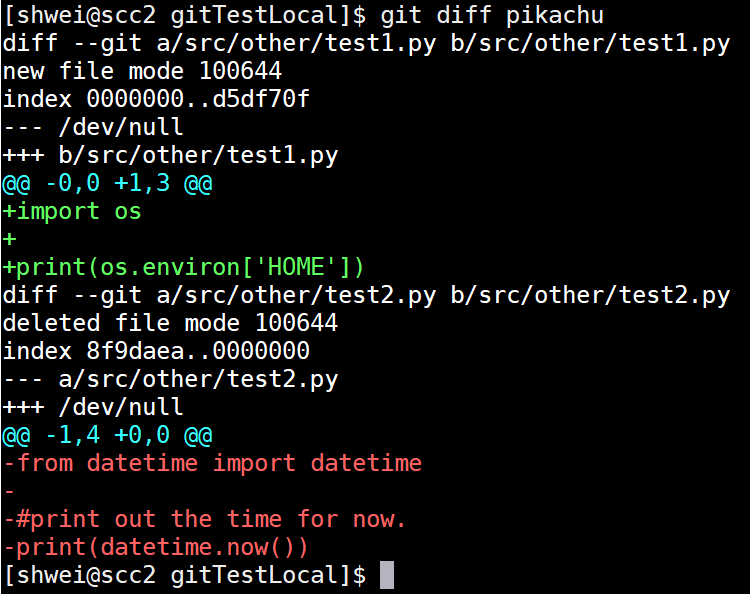 [shwei@scc2 gitTestLocal]$ git diff pikachu
diff --git a/src/other/test1.py b/src/other/test1.py
new file mode 100644
index 0000000..d5df70f
--- /dev/null
+++ b/src/other/test1.py
@@ -0,0 +1,3 @@
+import os
+
+print(os.environ['HOME'])
diff --git a/src/other/test2.py b/src/other/test2.py
deleted file mode 100644
index 8f9daea..0000000
--- a/src/other/test2.py
+++ /dev/null
@@ -1,4 +0,0 @@
-from datetime import datetime
-
-#print out the time for now.
-print(datetime.now())
[shwei@scc2 gitTestLocal]$